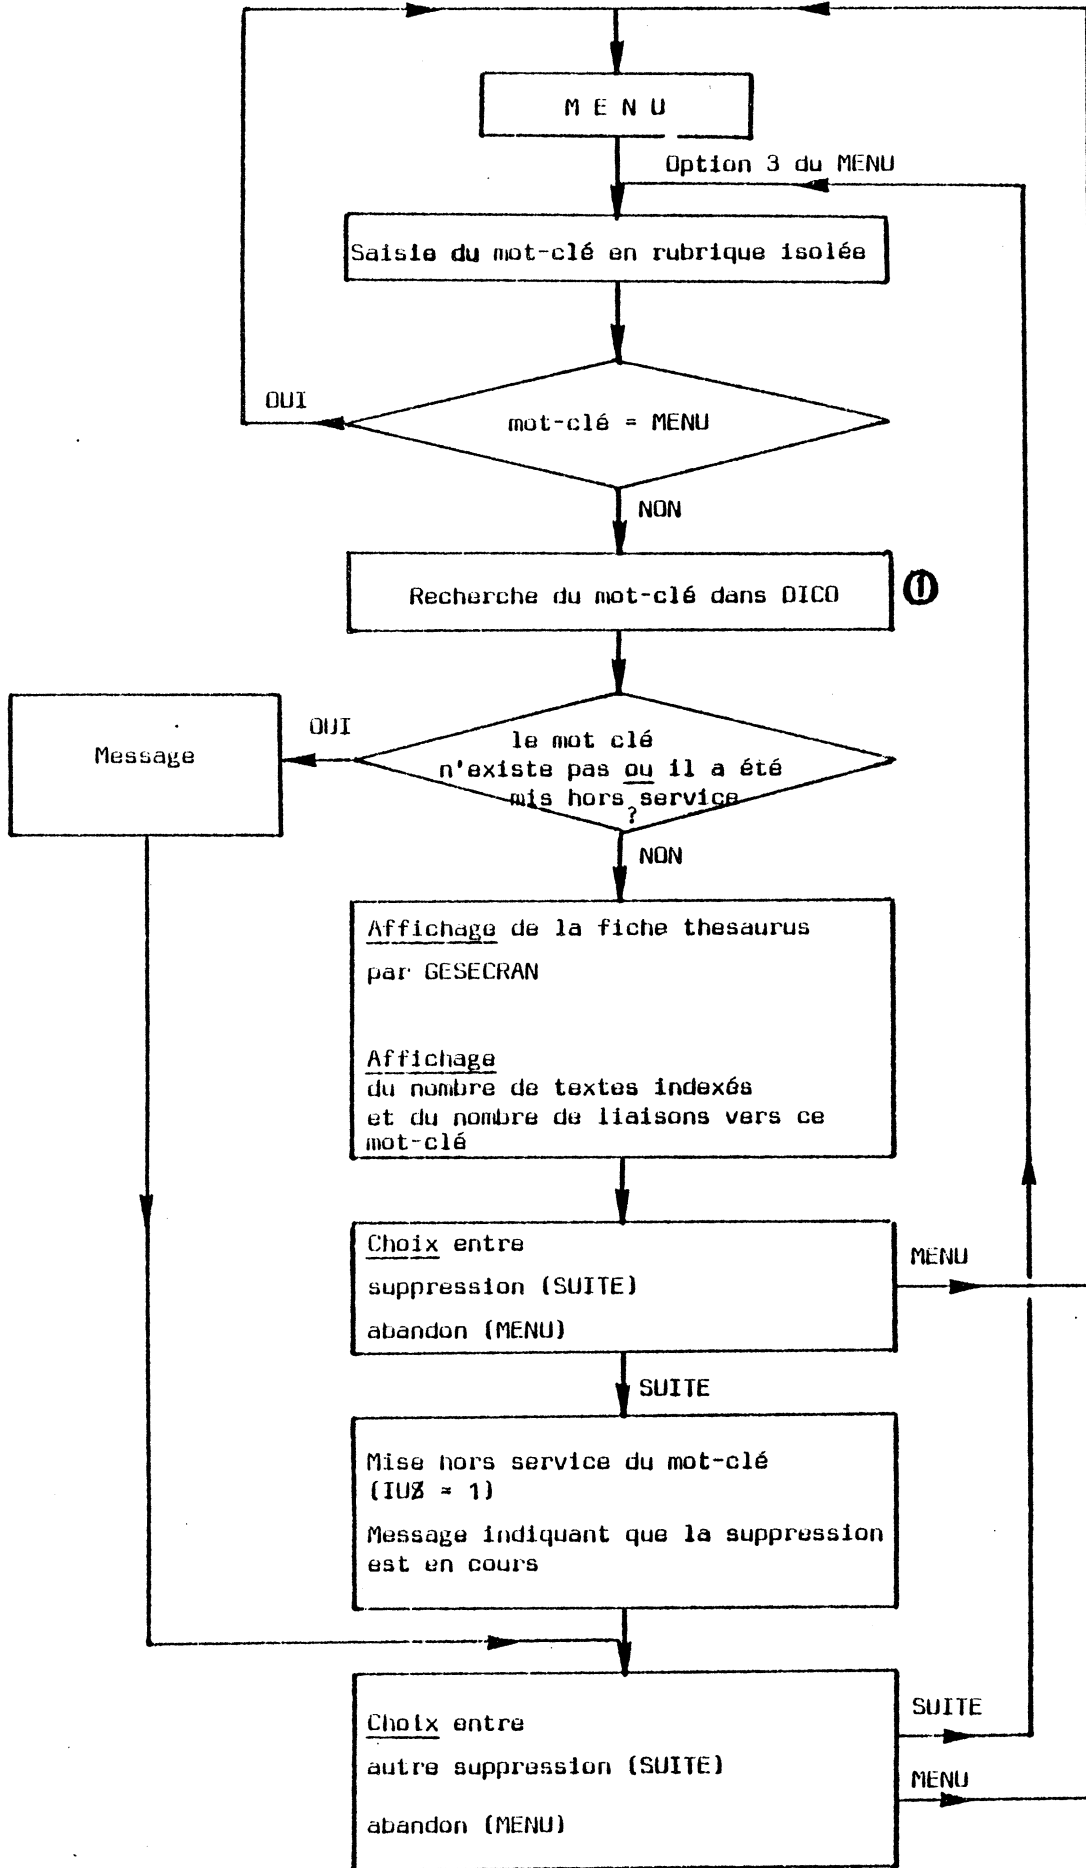 M E N U
Option 3 du MENU
Saisie du mot-clé en rubrique isolée
OUI
mot-clé = MENU
NON
Recherche du mot-clé dans DICO
①
OUI
Message
le mot clé
n'existe pas ou il a été
mis hors service
?
NON
Affichage de la fiche thesaurus
par GESECRAN
Affichage
du nombre de textes indexés
et du nombre de liaisons vers ce
mot-clé
Choix entre
suppression (SUITE)
abandon (MENU)
MENU
SUITE
Mise hors service du mot-clé
(IU% = 1)
Message indiquant que la suppression
est en cours
Choix entre
autre suppression (SUITE)
abandon (MENU)
SUITE
MENU